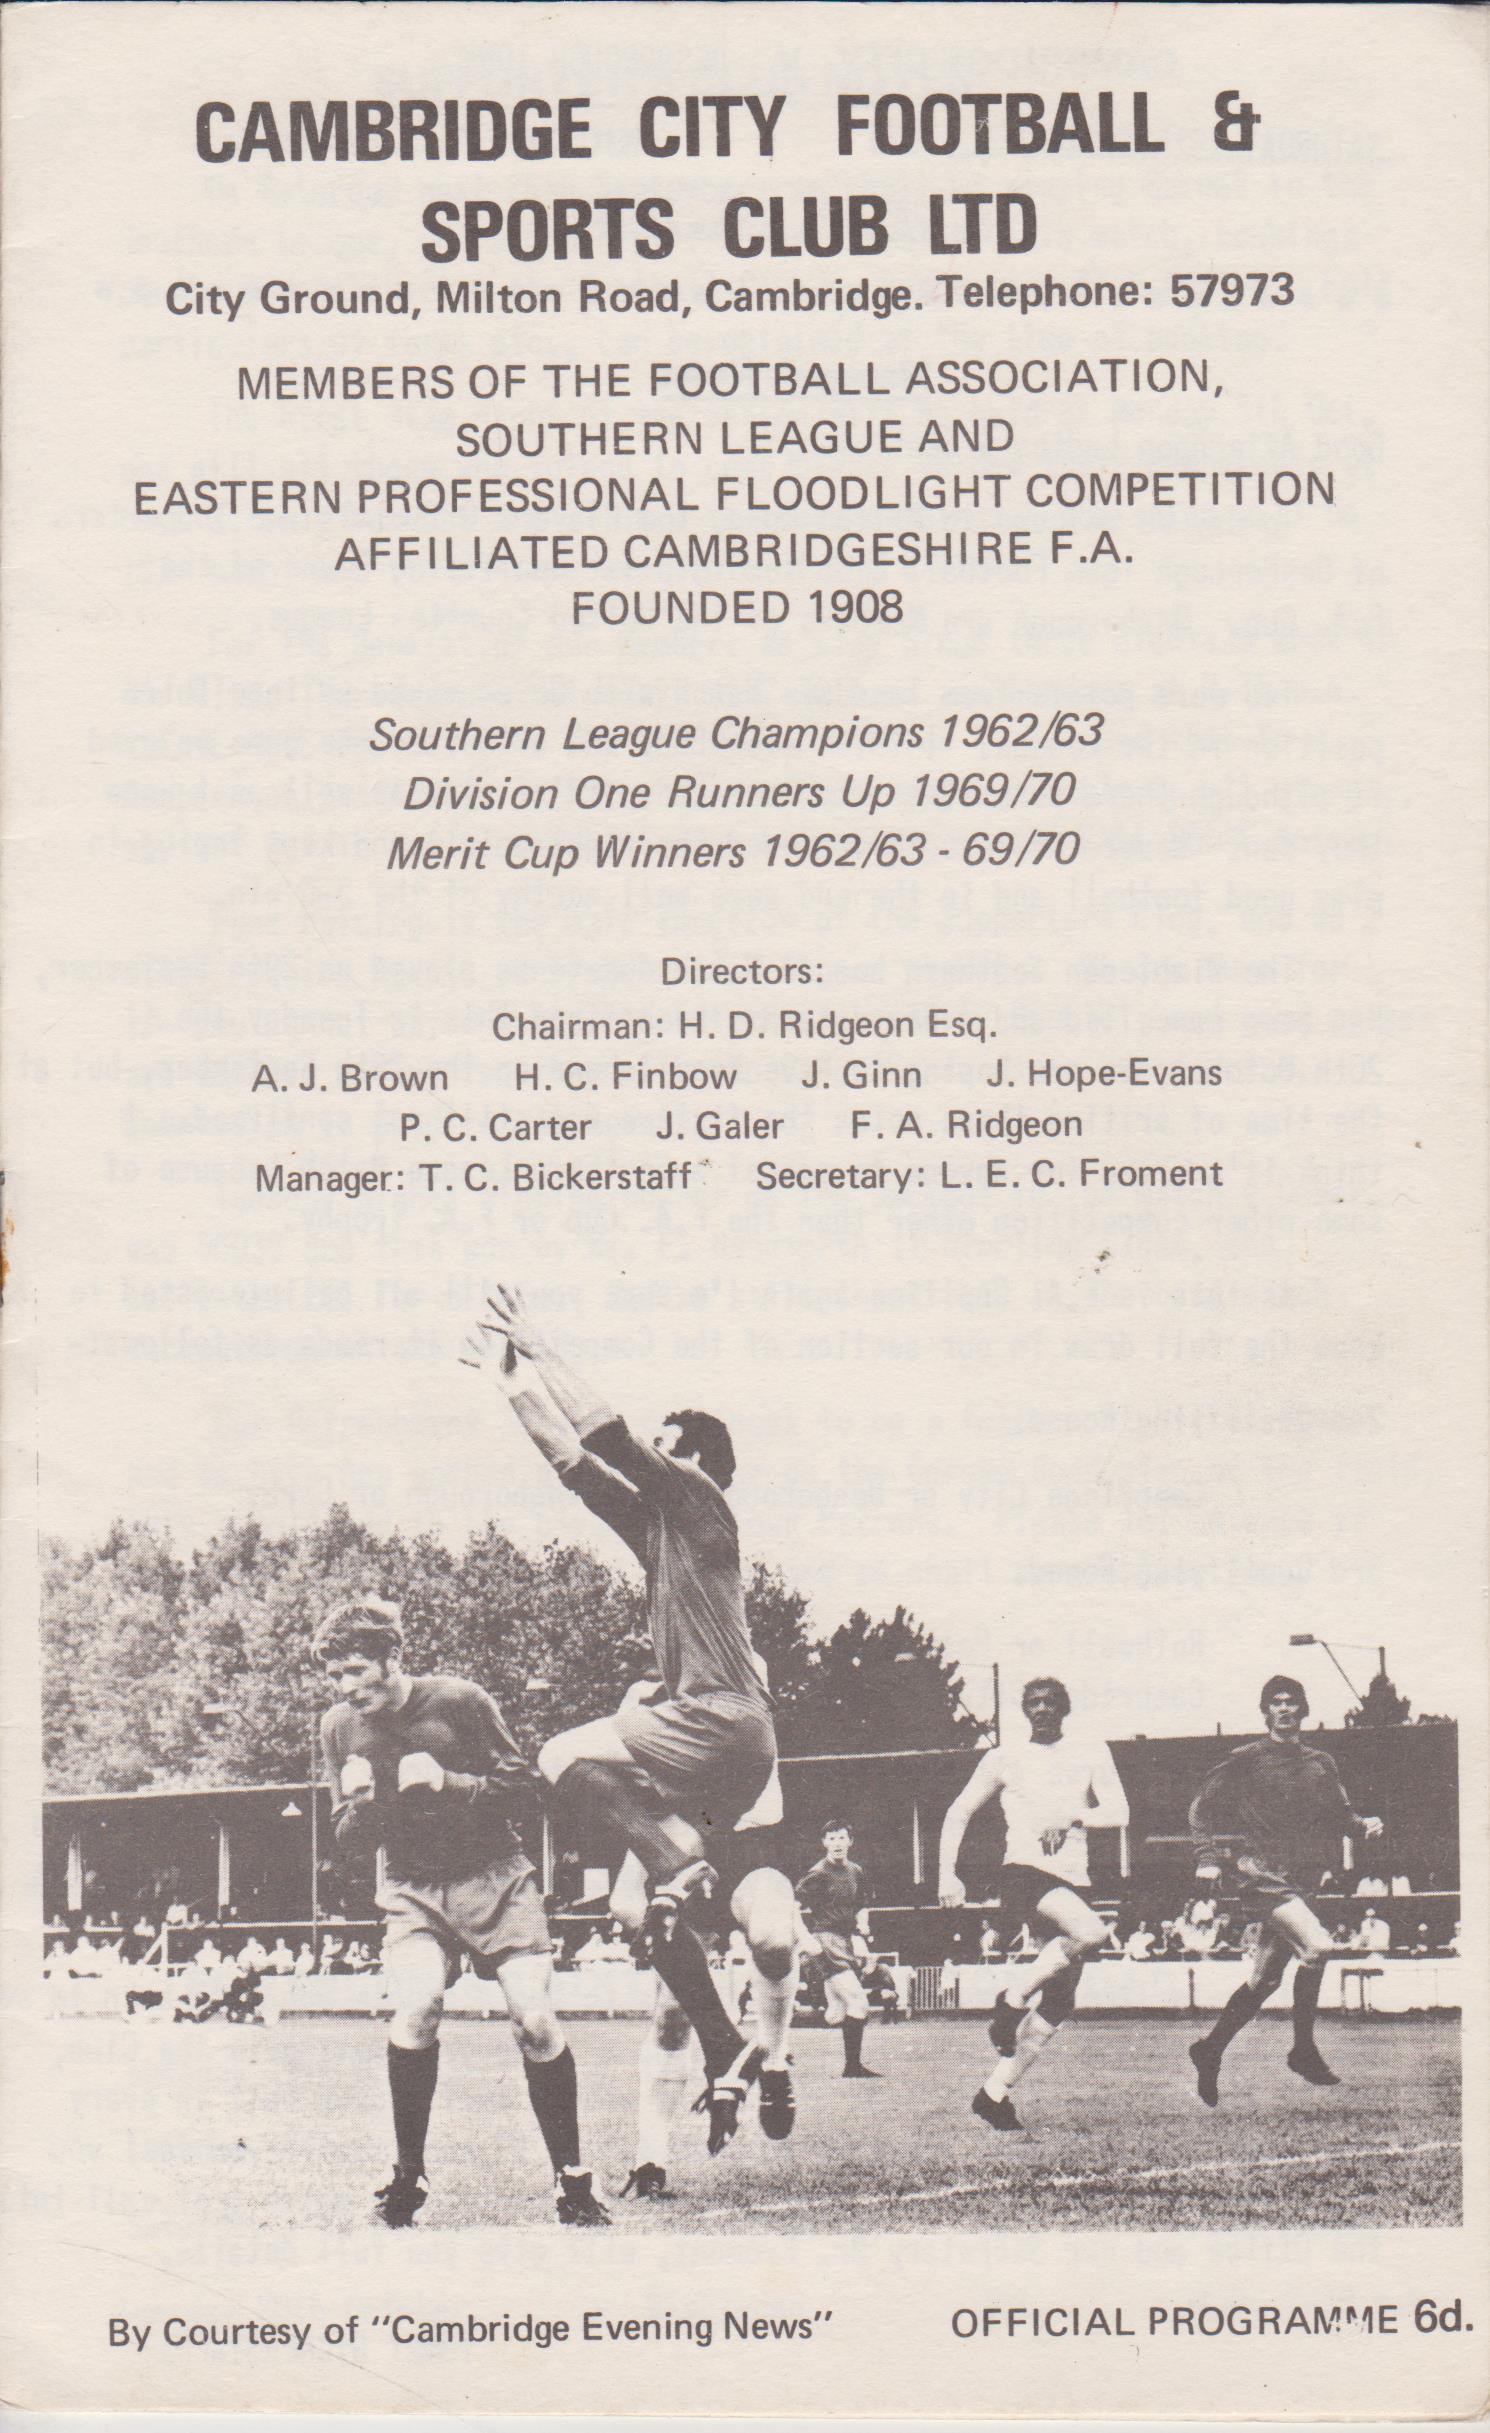 CAMBRIDGE CITY FOOTBALL &
SPORTS CLUB LTD
City Ground, Milton Road, Cambridge. Telephone: 57973
MEMBERS OF THE FOOTBALL ASSOCIATION,
SOUTHERN LEAGUE AND
EASTERN PROFESSIONAL FLOODLIGHT COMPETITION
AFFILIATED CAMBRIDGESHIRE F.A.
FOUNDED 1908
Southern League Champions 1962/63
Division One Runners Up 1969/70
Merit Cup Winners 1962/63 - 69/70
Directors:
Chairman: H. D. Ridgeon Esq.
A. J. Brown H. C. Finbow J. Ginn J. Hope-Evans
P. C. Carter J. Galer F. A. Ridgeon
Manager: T. C. Bickerstaff Secretary: L. E. C. Froment
By Courtesy of "Cambridge Evening News" OFFICIAL PROGRAMME 6d.